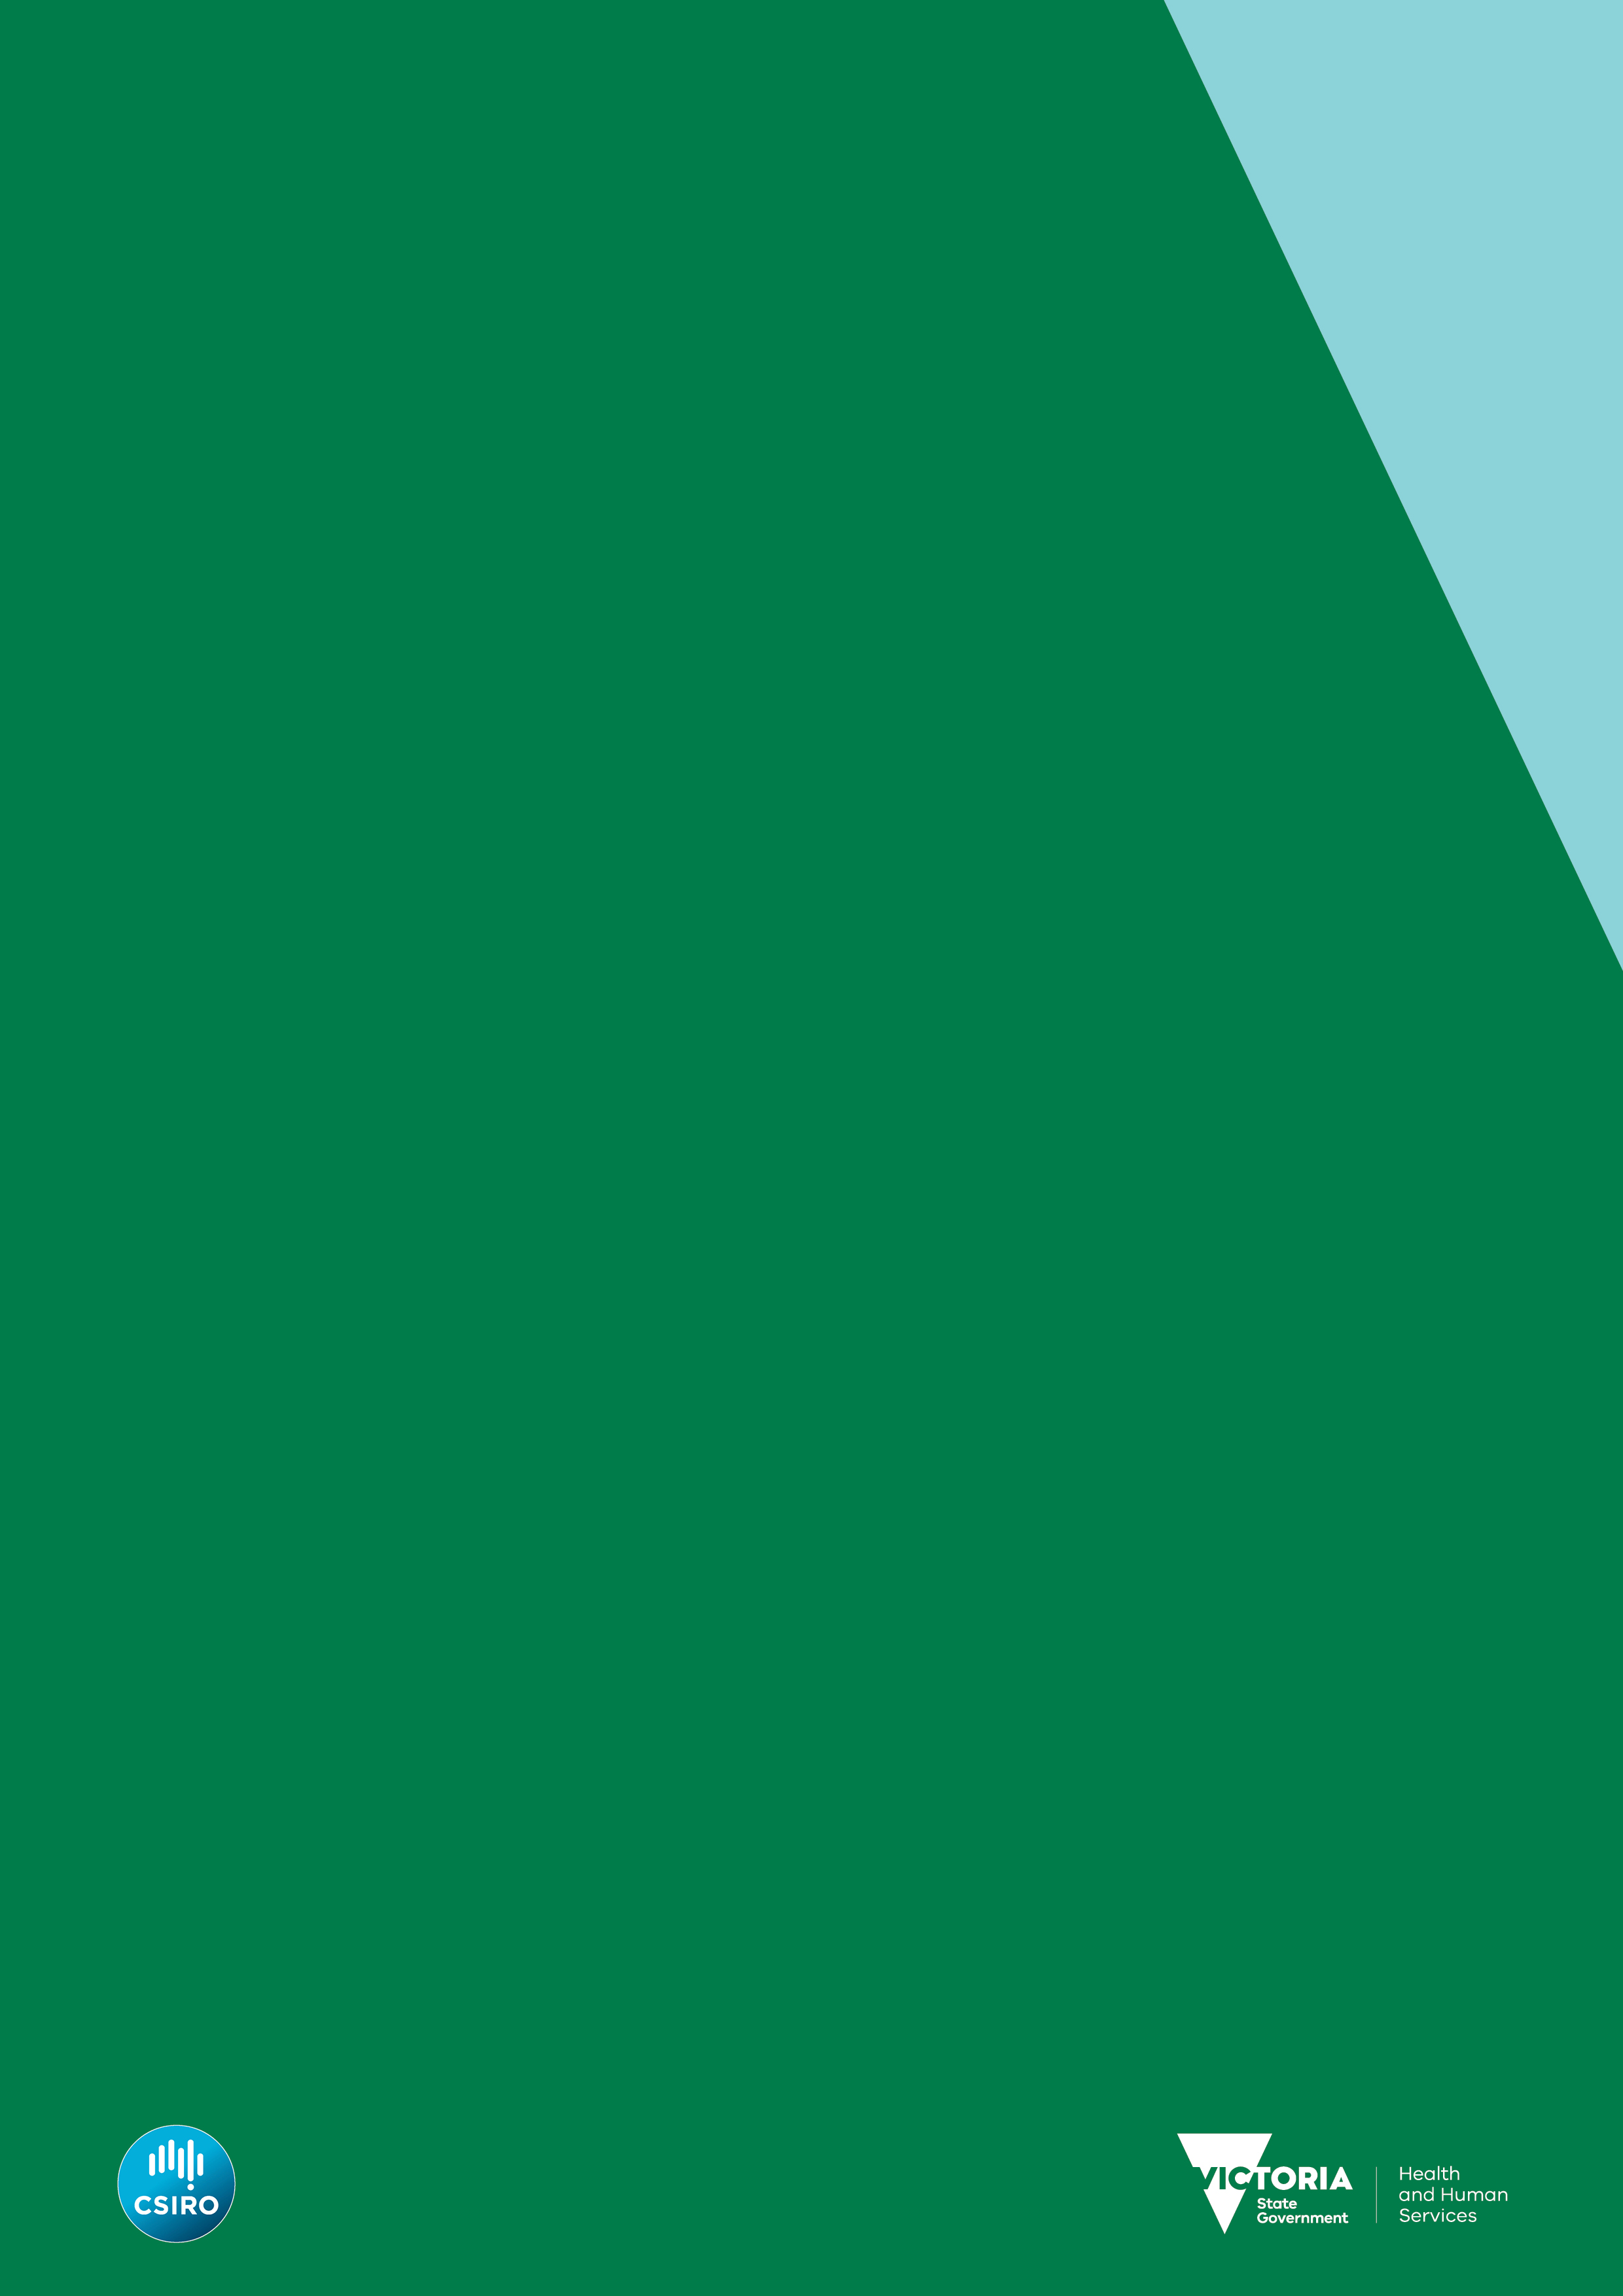 CSIRO
VICTORIA
State
Government
Health
and Human
Services